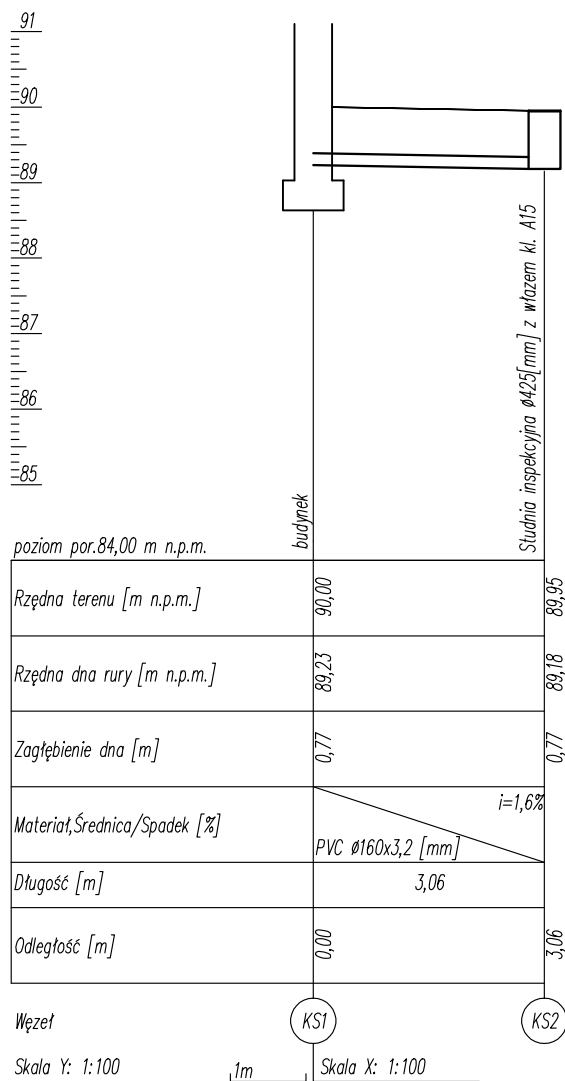 91
90
89
88
87
86
85
budynek
Studnia inspekcyjna ø425[mm] z włazem kl. A15
poziom por.84,00 m n.p.m.
Rzędna terenu [m n.p.m.] 90,00 89,95
Rzędna dna rury [m n.p.m.] 89,23 89,18
Zagłębienie dna [m] 0,77 0,77
i=1,6%
Materiał,Średnica/Spadek [%]
PVC ø160x3,2 [mm]
Długość [m] 3,06
Odległość [m] 0,00 3,06
Węzeł KS1 KS2
Skala Y: 1:100 1m Skala X: 1:100